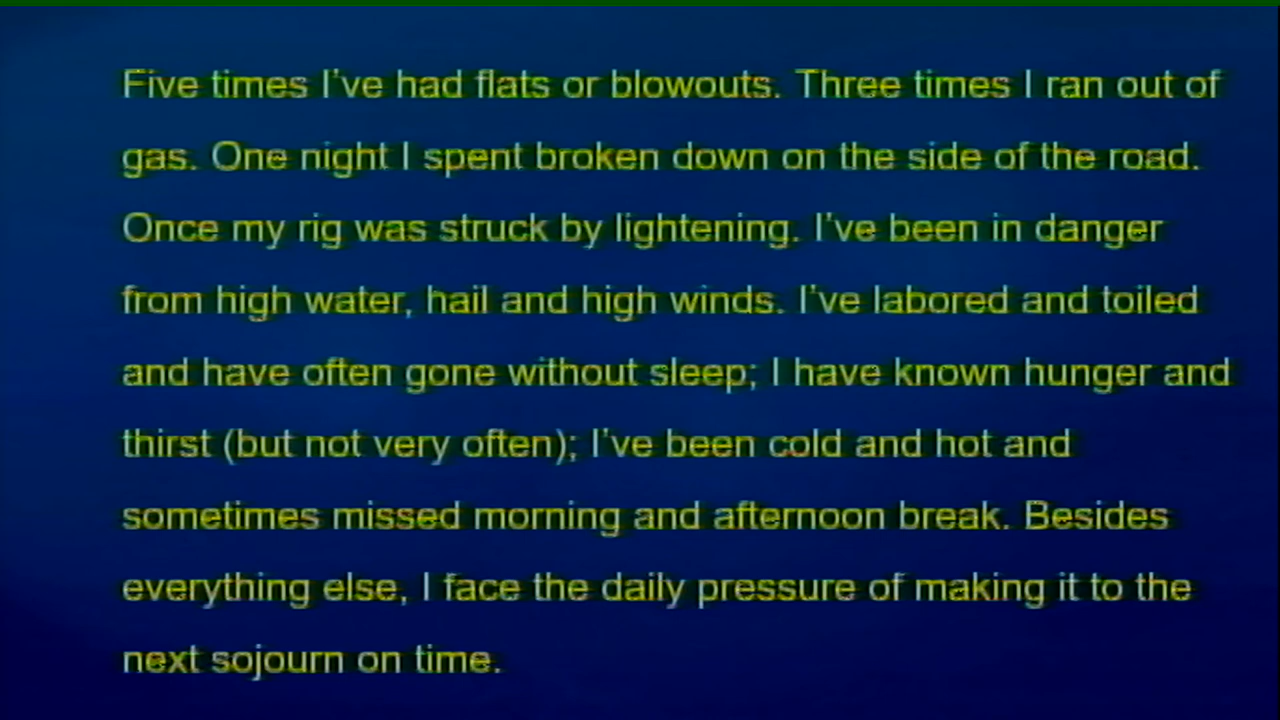 Five times I’ve had flats or blowouts. Three times I ran out of
gas. One night I spent broken down on the side of the road.
Once my rig was struck by lightening. I’ve been in danger
from high water, hail and high winds. I’ve labored and toiled
and have often gone without sleep; I have known hunger and
thirst (but not very often); I’ve been cold and hot and
sometimes missed morning and afternoon break. Besides
everything else, I face the daily pressure of making it to the
next sojourn on time.